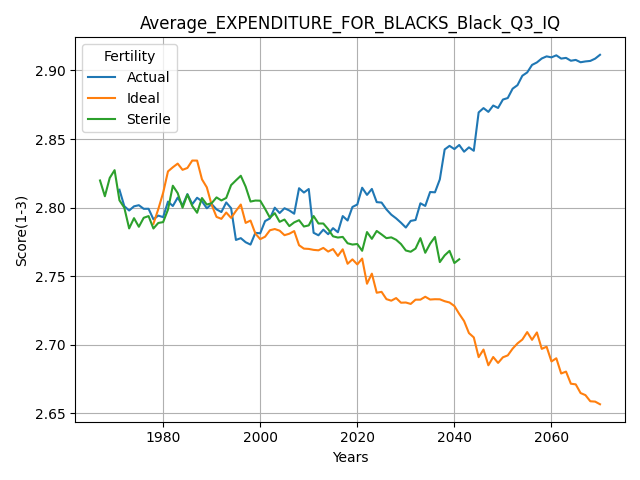 Average_EXPENDITURE_FOR_BLACKS_Black_Q3_IQ
Fertility
Actual
Ideal
Sterile
Score(1-3)
2.90
2.85
2.80
2.75
2.70
2.65
1980 2000 2020 2040 2060
Years